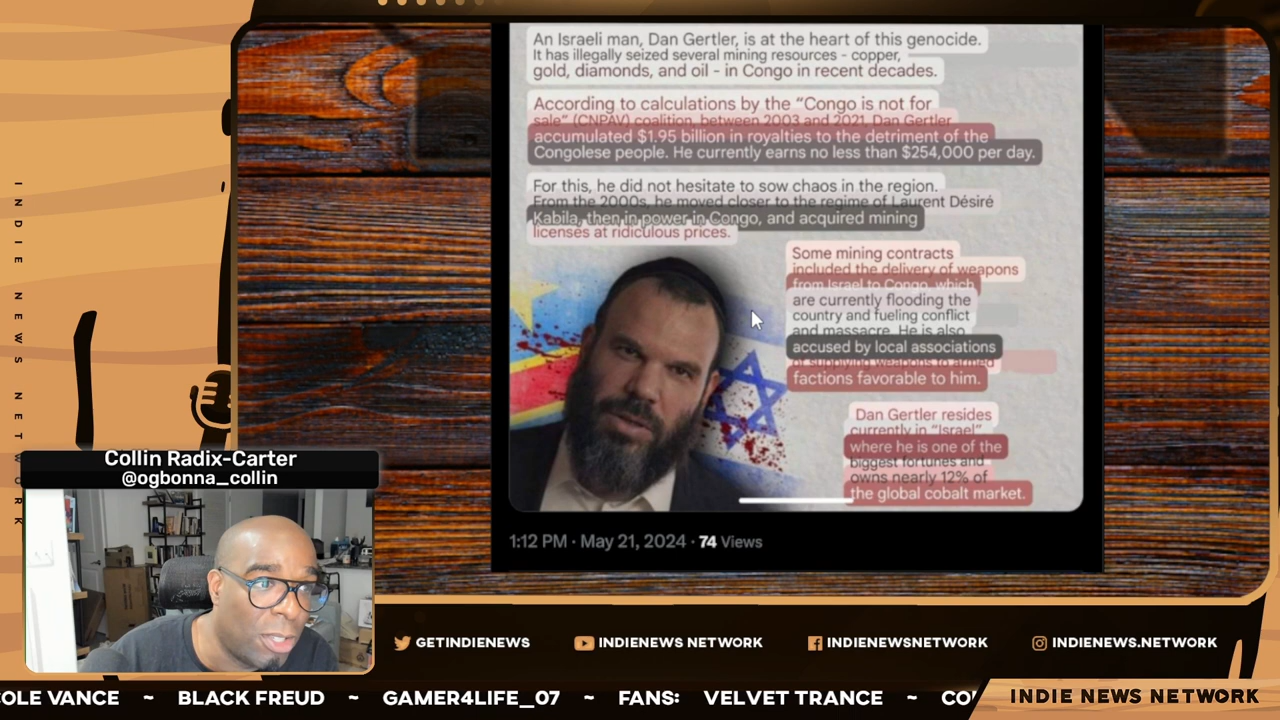 An Israeli man, Dan Gertler, is at the heart of this genocide.
It has illegally seized several mining resources - copper,
gold, diamonds, and oil - in Congo in recent decades.
According to calculations by the “Congo is not for
sale” (CNPAV) coalition, between 2003 and 2021, Dan Gertler
accumulated $1.95 billion in royalties to the detriment of the
Congolese people. He currently earns no less than $254,000 per day.
For this, he did not hesitate to sow chaos in the region.
From the 2000s, he moved closer to the regime of Laurent Désiré
Kabila, then in power in Congo, and acquired mining
licenses at ridiculous prices.
Some mining contracts
included the delivery of weapons
from Israel to Congo, which
are currently flooding the
country and fueling conflict
and massacre. He is also
accused by local associations
of supplying weapons to armed
factions favorable to him.
Dan Gertler resides
currently in “Israel”
where he is one of the
biggest fortunes and
owns nearly 12% of
the global cobalt market.
1:12 PM · May 21, 2024 · 74 Views
INDIE NEWS NETWORK
Collin Radix-Carter
@ogbonna_collin
GETINDIENEWS
INDIENEWS NETWORK
INDIENEWSNETWORK
INDIENEWS.NETWORK
OLE VANCE ~ BLACK FREUD ~ GAMER4LIFE_07 ~ FANS: VELVET TRANCE ~ CO
INDIE NEWS NETWORK